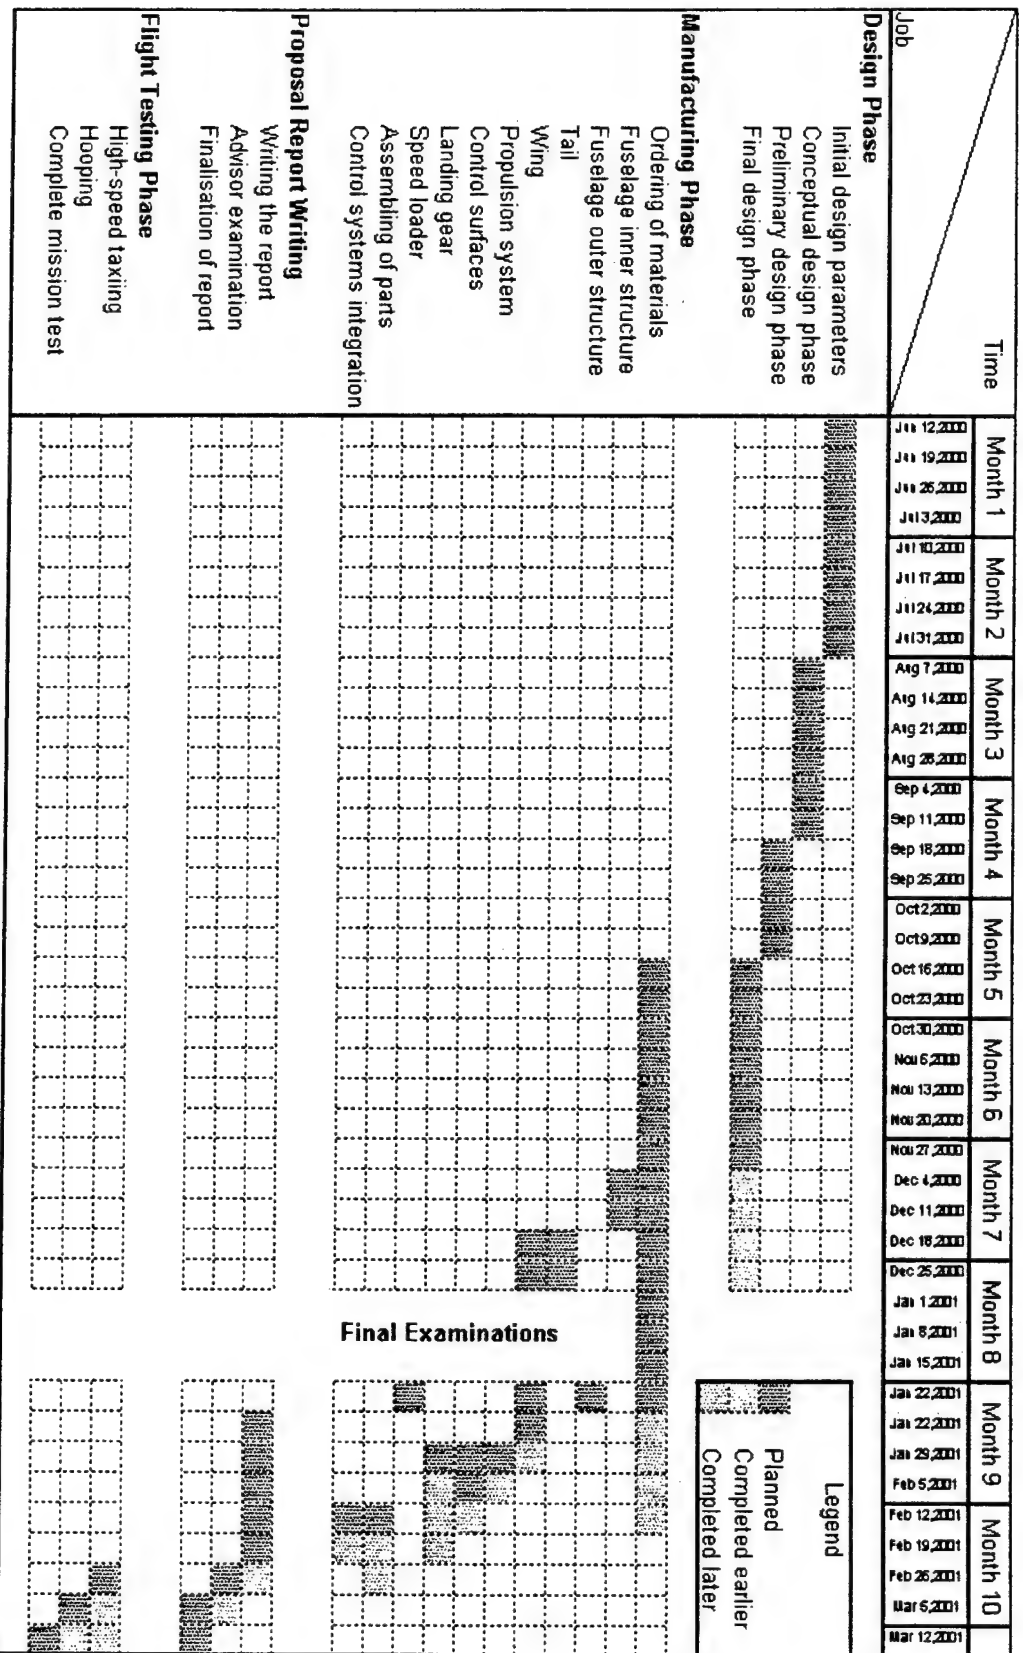 Time
Job
Month 1
Month 2
Month 3
Month 4
Month 5
Month 6
Month 7
Month 8
Month 9
Month 10
Jun 12,2000
Jun 19,2000
Jun 26,2000
Jul 3,2000
Jul 10,2000
Jul 17,2000
Jul 24,2000
Jul 31,2000
Aug 7,2000
Aug 14,2000
Aug 21,2000
Aug 28,2000
Sep 4,2000
Sep 11,2000
Sep 18,2000
Sep 25,2000
Oct 2,2000
Oct 9,2000
Oct 16,2000
Oct 23,2000
Oct 30,2000
Nov 6,2000
Nov 13,2000
Nov 20,2000
Nov 27,2000
Dec 4,2000
Dec 11,2000
Dec 18,2000
Dec 25,2000
Jan 1,2001
Jan 8,2001
Jan 15,2001
Jan 22,2001
Jan 22,2001
Jan 29,2001
Feb 5,2001
Feb 12,2001
Feb 19,2001
Feb 26,2001
Mar 5,2001
Mar 12,2001
Design Phase
Initial design parameters
Conceptual design phase
Preliminary design phase
Final design phase
Legend
Planned
Completed earlier
Completed later
Manufacturing Phase
Ordering of materials
Fuselage inner structure
Fuselage outer structure
Tail
Wing
Propulsion system
Control surfaces
Landing gear
Speed loader
Assembling of parts
Control systems integration
Final Examinations
Proposal Report Writing
Writing the report
Advisor examination
Finalisation of report
Flight Testing Phase
High-speed taxiing
Hooping
Complete mission test